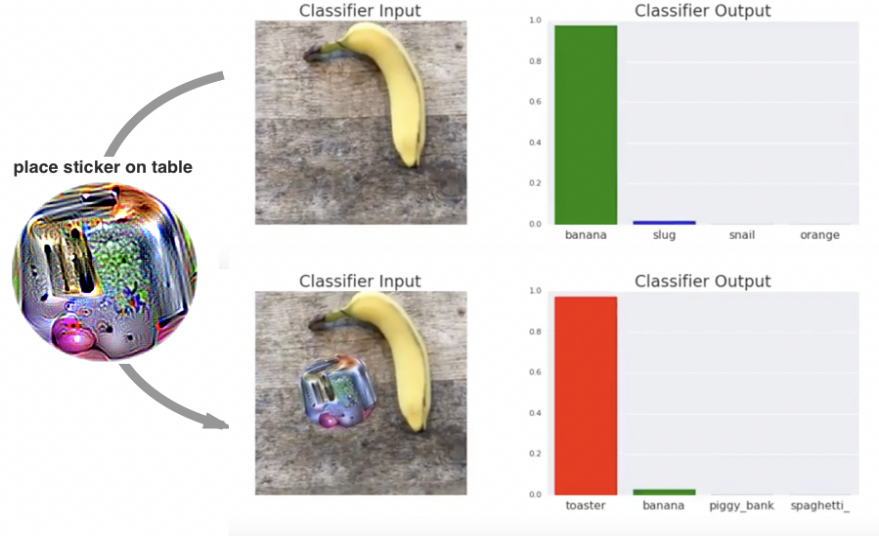 Classifier Input
Classifier Output
1.0
0.8
0.6
0.4
0.2
0.0
banana slug snail orange
place sticker on table
Classifier Input
Classifier Output
1.0
0.8
0.6
0.4
0.2
0.0
toaster banana piggy_bank spaghetti_